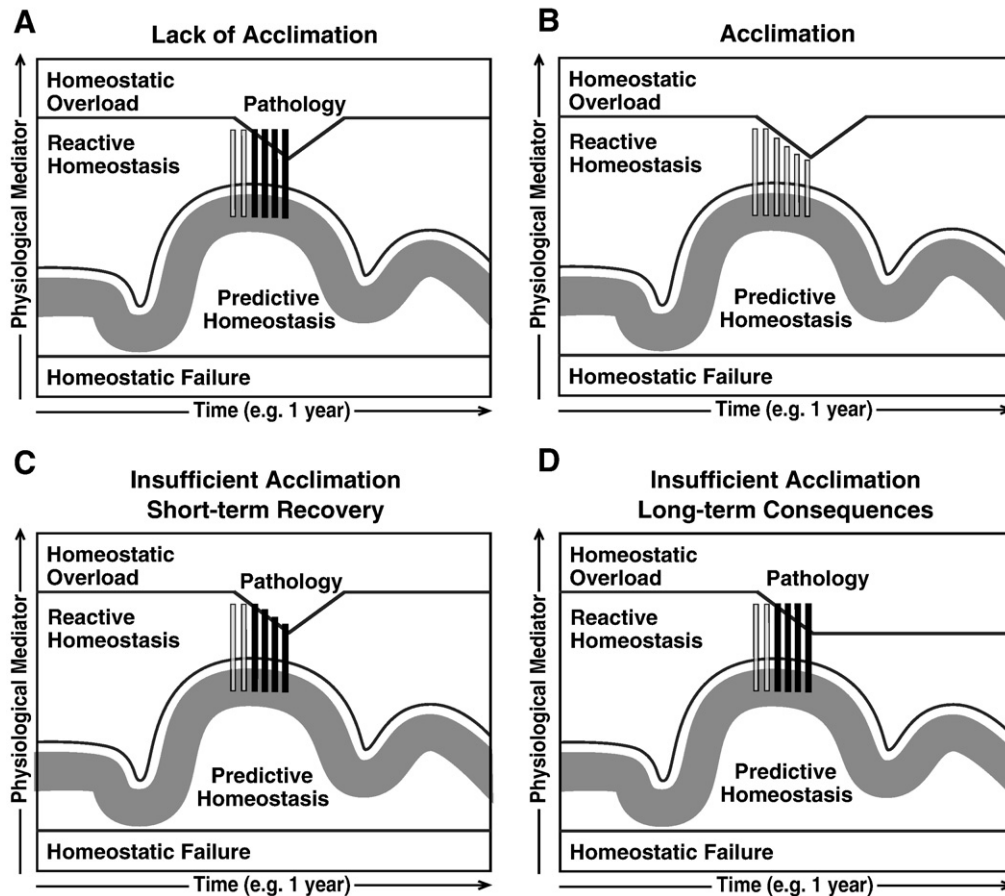 A
Lack of Acclimation
Physiological Mediator
Homeostatic
Overload
Pathology
Reactive
Homeostasis
Predictive
Homeostasis
Homeostatic Failure
Time (e.g. 1 year)
B
Acclimation
Physiological Mediator
Homeostatic
Overload
Reactive
Homeostasis
Predictive
Homeostasis
Homeostatic Failure
Time (e.g. 1 year)
C
Insufficient Acclimation
Short-term Recovery
Physiological Mediator
Homeostatic
Overload
Pathology
Reactive
Homeostasis
Predictive
Homeostasis
Homeostatic Failure
Time (e.g. 1 year)
D
Insufficient Acclimation
Long-term Consequences
Physiological Mediator
Homeostatic
Overload
Pathology
Reactive
Homeostasis
Predictive
Homeostasis
Homeostatic Failure
Time (e.g. 1 year)